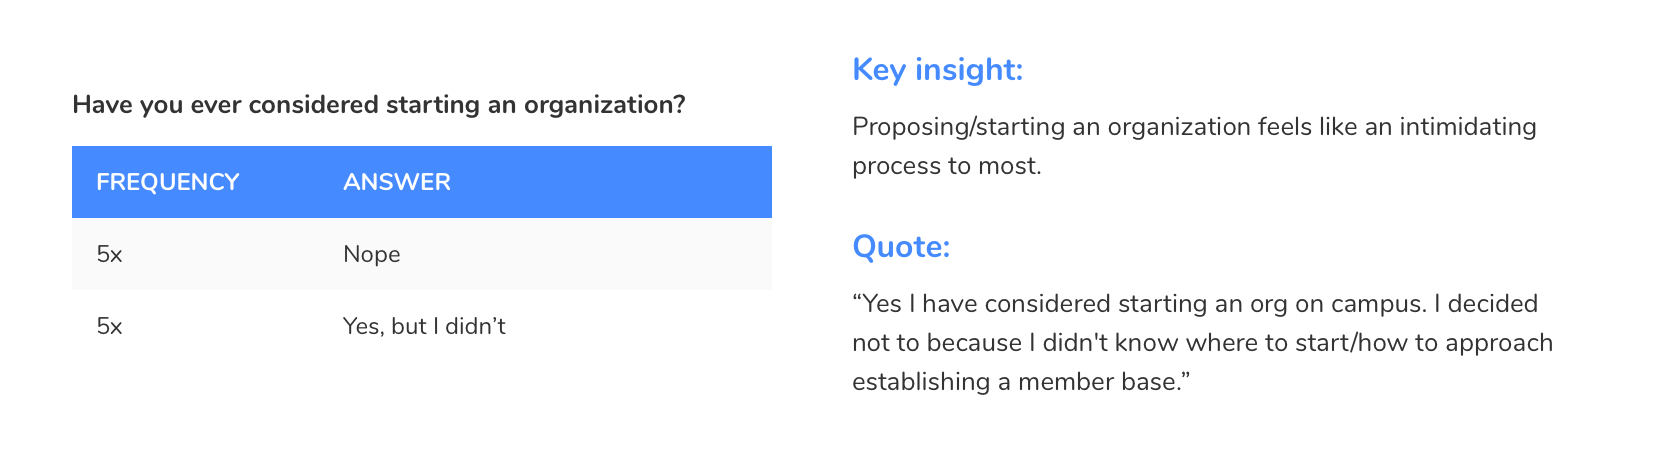 Have you ever considered starting an organization?
FREQUENCY ANSWER
5x Nope
5x Yes, but I didn’t
Key insight:
Proposing/starting an organization feels like an intimidating
process to most.
Quote:
“Yes I have considered starting an org on campus. I decided
not to because I didn't know where to start/how to approach
establishing a member base.”